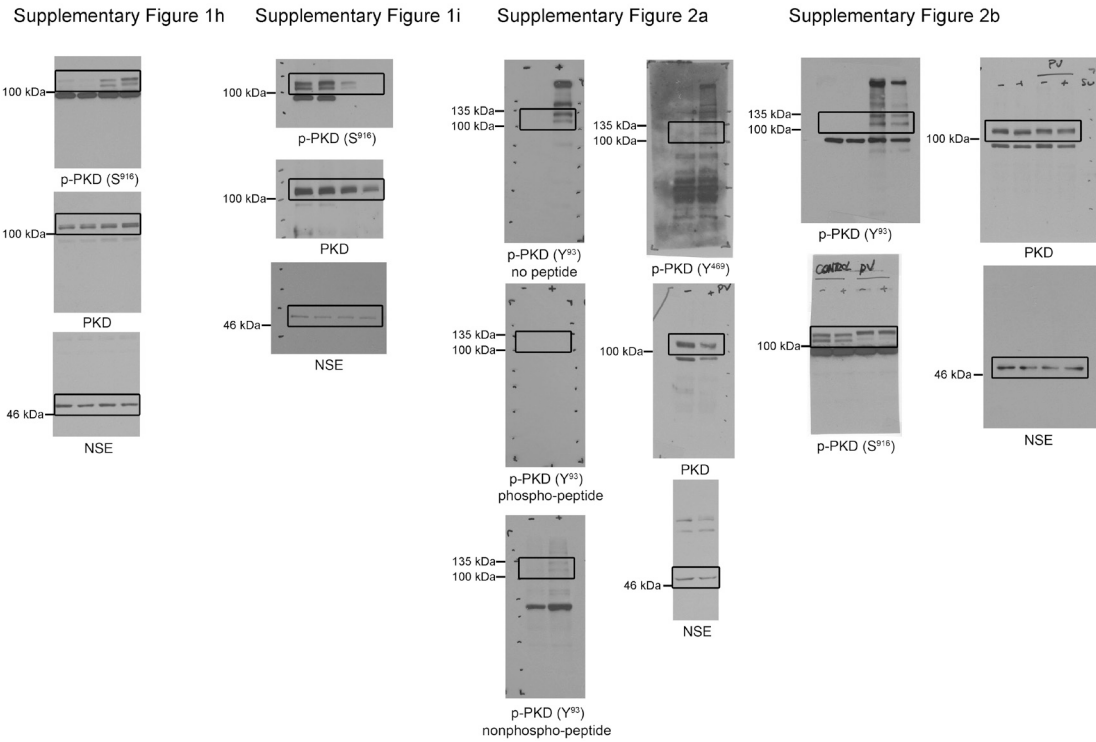 Supplementary Figure 1h
100 kDa
p-PKD (S⁹¹⁶)
100 kDa
PKD
46 kDa
NSE
Supplementary Figure 1i
100 kDa
p-PKD (S⁹¹⁶)
100 kDa
PKD
46 kDa
NSE
Supplementary Figure 2a
- +
135 kDa
100 kDa
p-PKD (Y⁹³)
no peptide
- +
135 kDa
100 kDa
p-PKD (Y⁹³)
phospho-peptide
- +
135 kDa
100 kDa
p-PKD (Y⁹³)
nonphospho-peptide
135 kDa
100 kDa
p-PKD (Y⁴⁶⁹)
- + PV
100 kDa
PKD
46 kDa
NSE
Supplementary Figure 2b
135 kDa
100 kDa
p-PKD (Y⁹³)
CONTROL PV
- + - +
100 kDa
p-PKD (S⁹¹⁶)
PV
- + - +
100 kDa
PKD
46 kDa
NSE